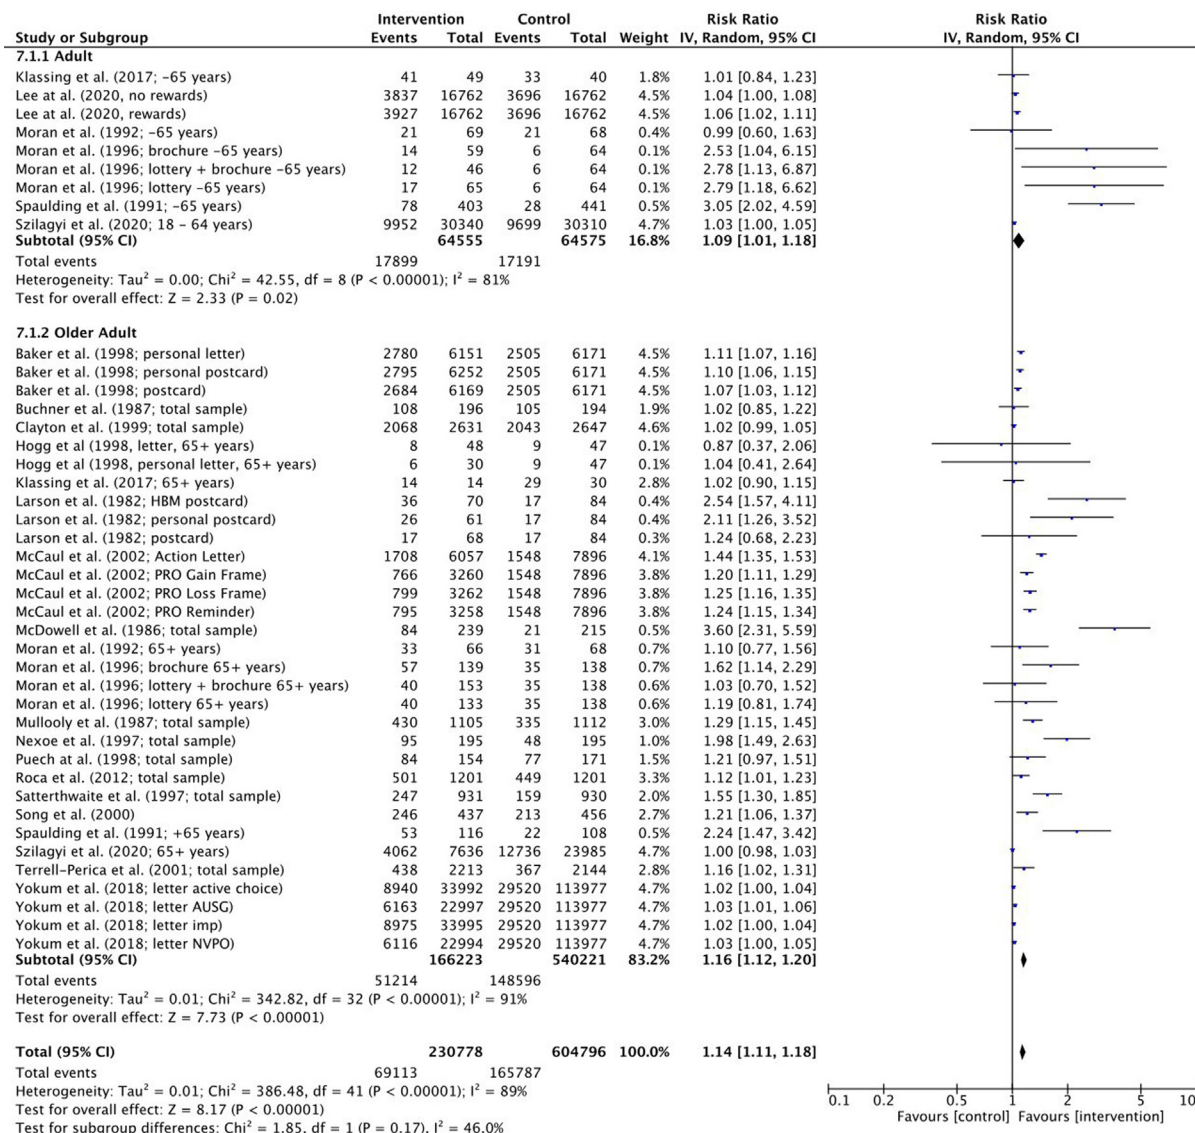 Intervention Control Risk Ratio Risk Ratio
Study or Subgroup Events Total Events Total Weight IV, Random, 95% CI IV, Random, 95% CI
7.1.1 Adult
Klassing et al. (2017; –65 years) 41 49 33 40 1.8% 1.01 [0.84, 1.23]
Lee at al. (2020, no rewards) 3837 16762 3696 16762 4.5% 1.04 [1.00, 1.08]
Lee at al. (2020, rewards) 3927 16762 3696 16762 4.5% 1.06 [1.02, 1.11]
Moran et al. (1992; –65 years) 21 69 21 68 0.4% 0.99 [0.60, 1.63]
Moran et al. (1996; brochure –65 years) 14 59 6 64 0.1% 2.53 [1.04, 6.15]
Moran et al. (1996; lottery + brochure –65 years) 12 46 6 64 0.1% 2.78 [1.13, 6.87]
Moran et al. (1996; lottery –65 years) 17 65 6 64 0.1% 2.79 [1.18, 6.62]
Spaulding et al. (1991; –65 years) 78 403 28 441 0.5% 3.05 [2.02, 4.59]
Szilagyi et al. (2020; 18 – 64 years) 9952 30340 9699 30310 4.7% 1.03 [1.00, 1.05]
Subtotal (95% CI) 64555 64575 16.8% 1.09 [1.01, 1.18]
Total events 17899 17191
Heterogeneity: Tau² = 0.00; Chi² = 42.55, df = 8 (P < 0.00001); I² = 81%
Test for overall effect: Z = 2.33 (P = 0.02)
7.1.2 Older Adult
Baker et al. (1998; personal letter) 2780 6151 2505 6171 4.5% 1.11 [1.07, 1.16]
Baker et al. (1998; personal postcard) 2795 6252 2505 6171 4.5% 1.10 [1.06, 1.15]
Baker et al. (1998; postcard) 2684 6169 2505 6171 4.5% 1.07 [1.03, 1.12]
Buchner et al. (1987; total sample) 108 196 105 194 1.9% 1.02 [0.85, 1.22]
Clayton et al. (1999; total sample) 2068 2631 2043 2647 4.6% 1.02 [0.99, 1.05]
Hogg et al (1998, letter, 65+ years) 8 48 9 47 0.1% 0.87 [0.37, 2.06]
Hogg et al (1998, personal letter, 65+ years) 6 30 9 47 0.1% 1.04 [0.41, 2.64]
Klassing et al. (2017; 65+ years) 14 14 29 30 2.8% 1.02 [0.90, 1.15]
Larson et al. (1982; HBM postcard) 36 70 17 84 0.4% 2.54 [1.57, 4.11]
Larson et al. (1982; personal postcard) 26 61 17 84 0.4% 2.11 [1.26, 3.52]
Larson et al. (1982; postcard) 17 68 17 84 0.3% 1.24 [0.68, 2.23]
McCaul et al. (2002; Action Letter) 1708 6057 1548 7896 4.1% 1.44 [1.35, 1.53]
McCaul et al. (2002; PRO Gain Frame) 766 3260 1548 7896 3.8% 1.20 [1.11, 1.29]
McCaul et al. (2002; PRO Loss Frame) 799 3262 1548 7896 3.8% 1.25 [1.16, 1.35]
McCaul et al. (2002; PRO Reminder) 795 3258 1548 7896 3.8% 1.24 [1.15, 1.34]
McDowell et al. (1986; total sample) 84 239 21 215 0.5% 3.60 [2.31, 5.59]
Moran et al. (1992; 65+ years) 33 66 31 68 0.7% 1.10 [0.77, 1.56]
Moran et al. (1996; brochure 65+ years) 57 139 35 138 0.7% 1.62 [1.14, 2.29]
Moran et al. (1996; lottery + brochure 65+ years) 40 153 35 138 0.6% 1.03 [0.70, 1.52]
Moran et al. (1996; lottery 65+ years) 40 133 35 138 0.6% 1.19 [0.81, 1.74]
Mullooly et al. (1987; total sample) 430 1105 335 1112 3.0% 1.29 [1.15, 1.45]
Nexoe et al. (1997; total sample) 95 195 48 195 1.0% 1.98 [1.49, 2.63]
Puech at al. (1998; total sample) 84 154 77 171 1.5% 1.21 [0.97, 1.51]
Roca et al. (2012; total sample) 501 1201 449 1201 3.3% 1.12 [1.01, 1.23]
Satterthwaite et al. (1997; total sample) 247 931 159 930 2.0% 1.55 [1.30, 1.85]
Song et al. (2000) 246 437 213 456 2.7% 1.21 [1.06, 1.37]
Spaulding et al. (1991; +65 years) 53 116 22 108 0.5% 2.24 [1.47, 3.42]
Szilagyi et al. (2020; 65+ years) 4062 7636 12736 23985 4.7% 1.00 [0.98, 1.03]
Terrell–Perica et al. (2001; total sample) 438 2213 367 2144 2.8% 1.16 [1.02, 1.31]
Yokum et al. (2018; letter active choice) 8940 33992 29520 113977 4.7% 1.02 [1.00, 1.04]
Yokum et al. (2018; letter AUSG) 6163 22997 29520 113977 4.7% 1.03 [1.01, 1.06]
Yokum et al. (2018; letter imp) 8975 33995 29520 113977 4.7% 1.02 [1.00, 1.04]
Yokum et al. (2018; letter NVPO) 6116 22994 29520 113977 4.7% 1.03 [1.00, 1.05]
Subtotal (95% CI) 166223 540221 83.2% 1.16 [1.12, 1.20]
Total events 51214 148596
Heterogeneity: Tau² = 0.01; Chi² = 342.82, df = 32 (P < 0.00001); I² = 91%
Test for overall effect: Z = 7.73 (P < 0.00001)
Total (95% CI) 230778 604796 100.0% 1.14 [1.11, 1.18]
Total events 69113 165787
Heterogeneity: Tau² = 0.01; Chi² = 386.48, df = 41 (P < 0.00001); I² = 89%
Test for overall effect: Z = 8.17 (P < 0.00001)
Test for subgroup differences: Chi² = 1.85, df = 1 (P = 0.17), I² = 46.0%
0.1 0.2 0.5 1 2 5 10
Favours [control] Favours [intervention]